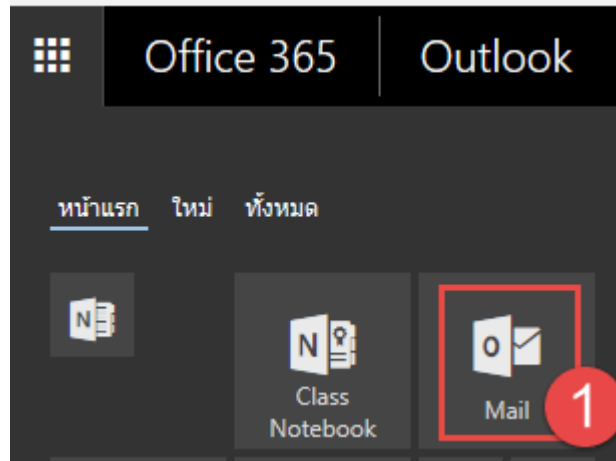 Office 365 Outlook
หน้าแรก ใหม่ ทั้งหมด
N
N
O
Class
Notebook
Mail
1